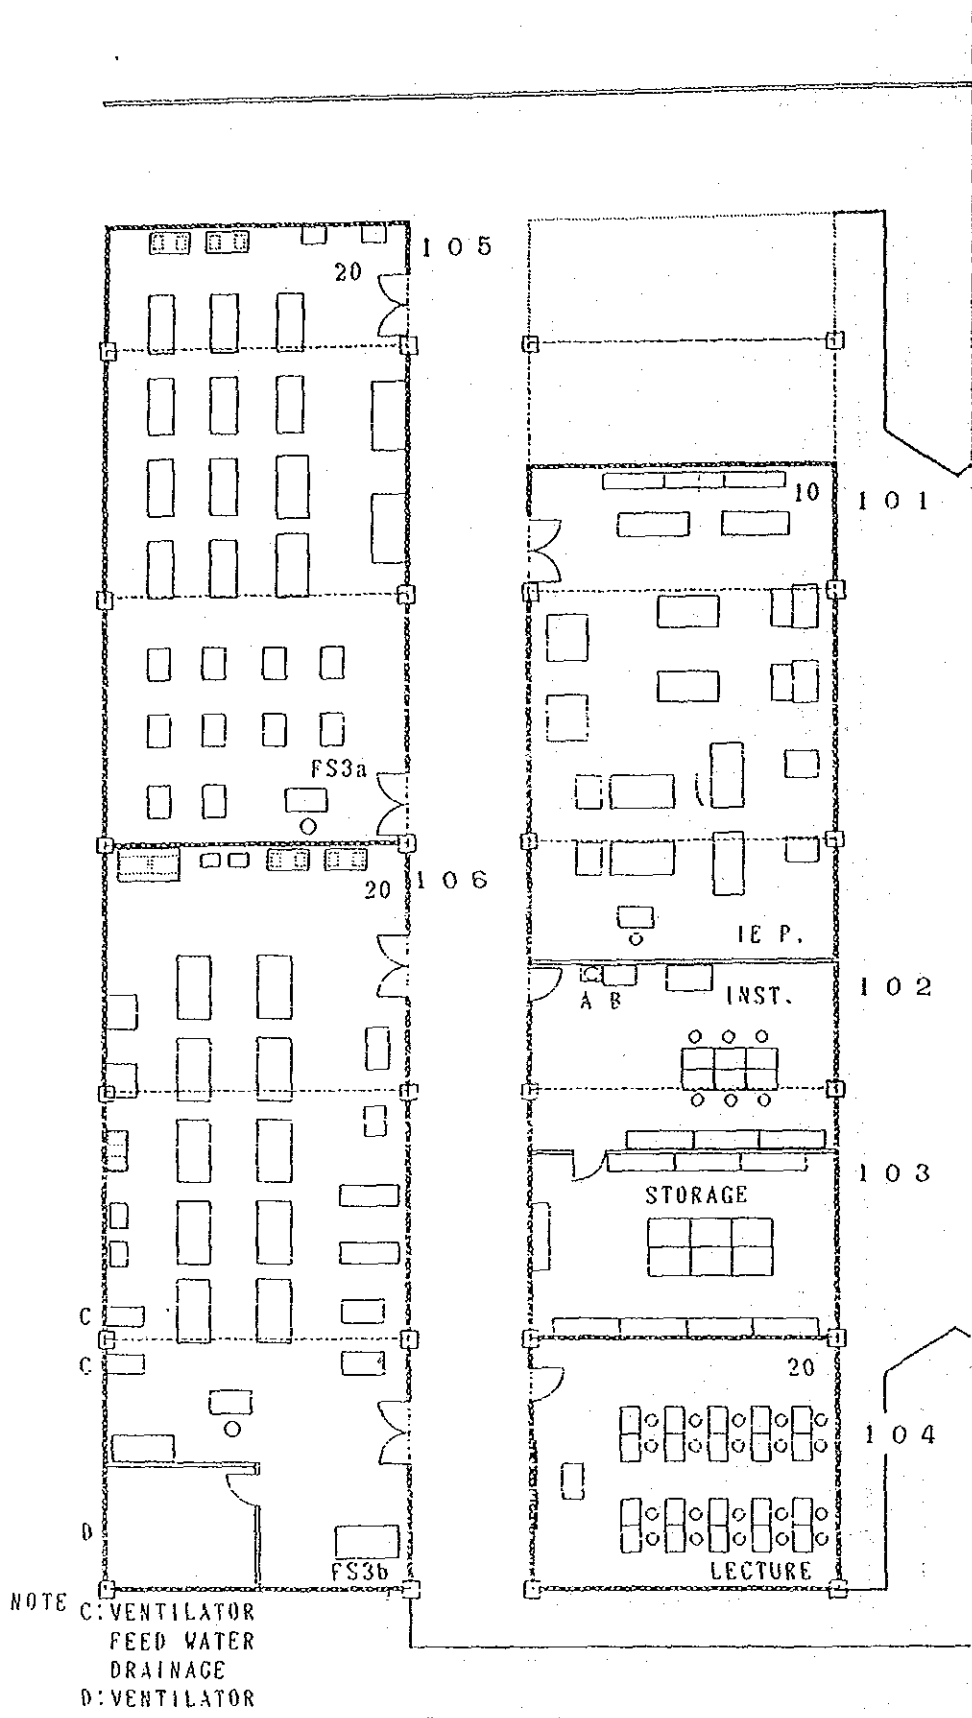 105
20
101
10
FS3a
106
20
IE P.
102
INST.
A B
103
STORAGE
C
C
20
104
D
FS3b
LECTURE
NOTE C:VENTILATOR
FEED WATER
DRAINAGE
D:VENTILATOR